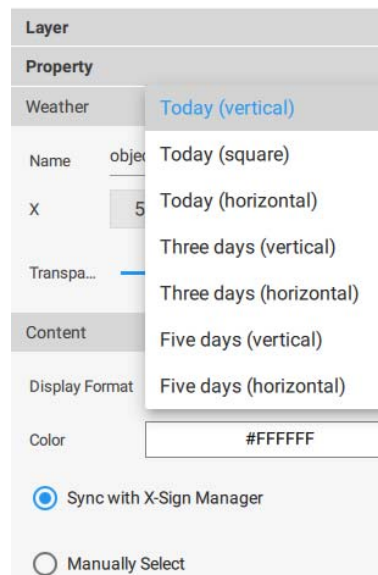 Layer
Property
Weather
Today (vertical)
Name
Today (square)
X
5
Today (horizontal)
Three days (vertical)
Transpa...
Three days (horizontal)
Content
Five days (vertical)
Display Format
Five days (horizontal)
Color
#FFFFFF
Sync with X-Sign Manager
Manually Select